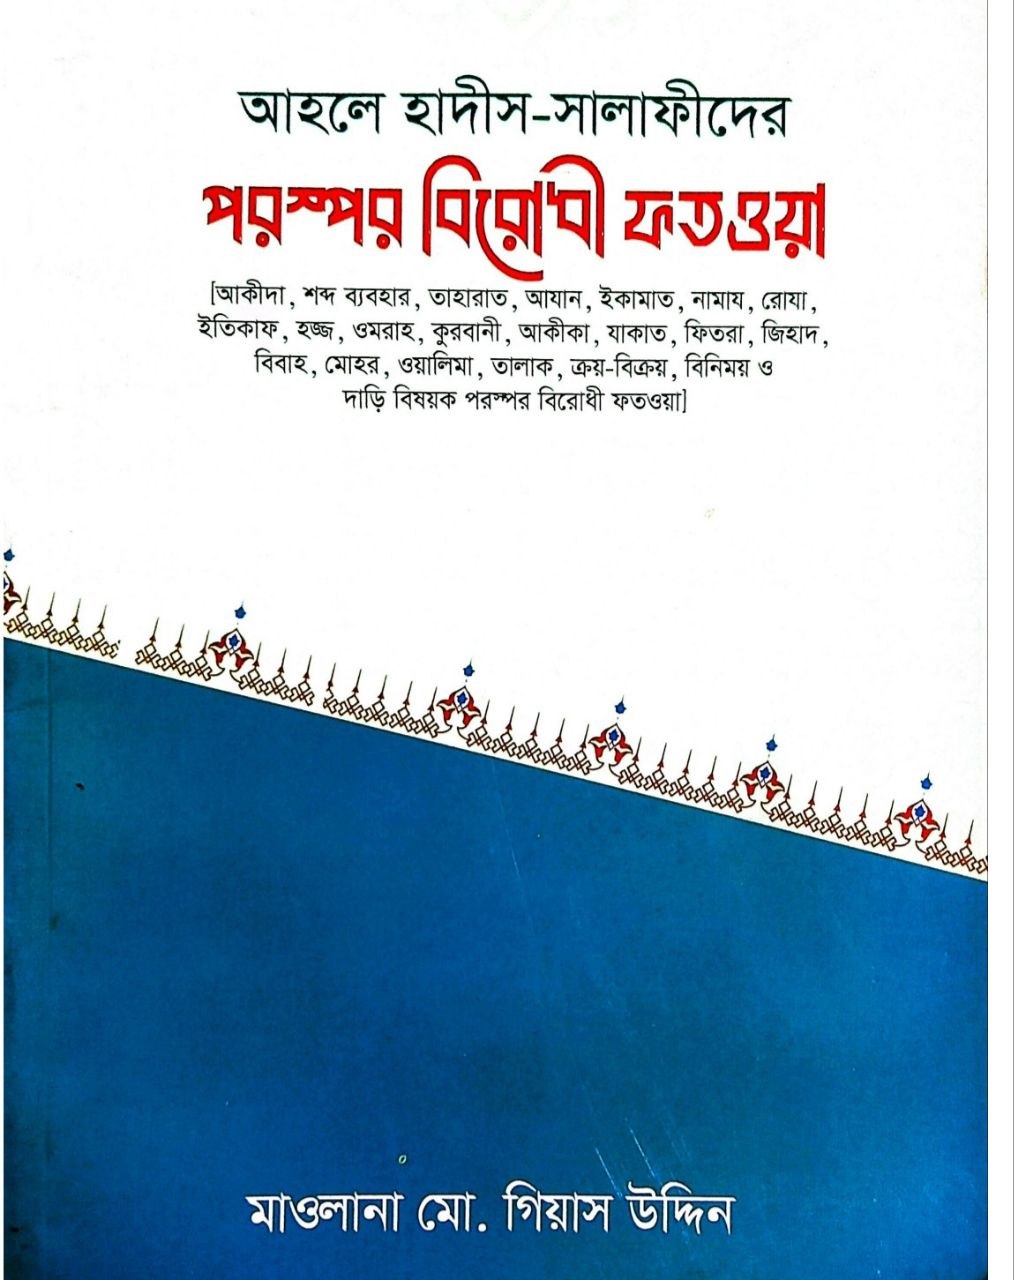 আহলে হাদীস-সালাফীদের
পরস্পর বিরোধী ফতওয়া
[আকীদা, শব্দ ব্যবহার, তাহারাত, আযান, ইকামাত, নামায, রোযা,
ইতিকাফ, হজ্জ, ওমরাহ, কুরবানী, আকীকা, যাকাত, ফিতরা, জিহাদ,
বিবাহ, মোহর, ওয়ালিমা, তালাক, ক্রয়-বিক্রয়, বিনিময় ও
দাড়ি বিষয়ক পরস্পর বিরোধী ফতওয়া]
মাওলানা মো. গিয়াস উদ্দিন